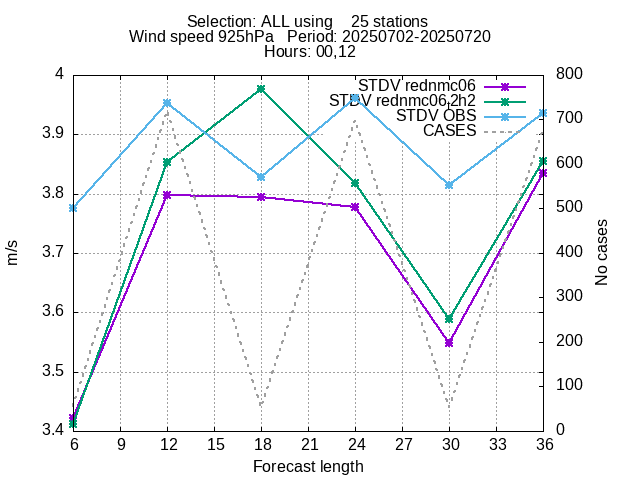 Selection: ALL using    25 stations
Wind speed 925hPa   Period: 20250702-20250720
Hours: 00,12
STDV rednmc06
STDV rednmc06,2h2
STDV OBS
CASES
4
3.9
3.8
3.7
3.6
3.5
3.4
m/s
800
700
600
500
400
300
200
100
0
No cases
6 9 12 15 18 21 24 27 30 33 36
Forecast length